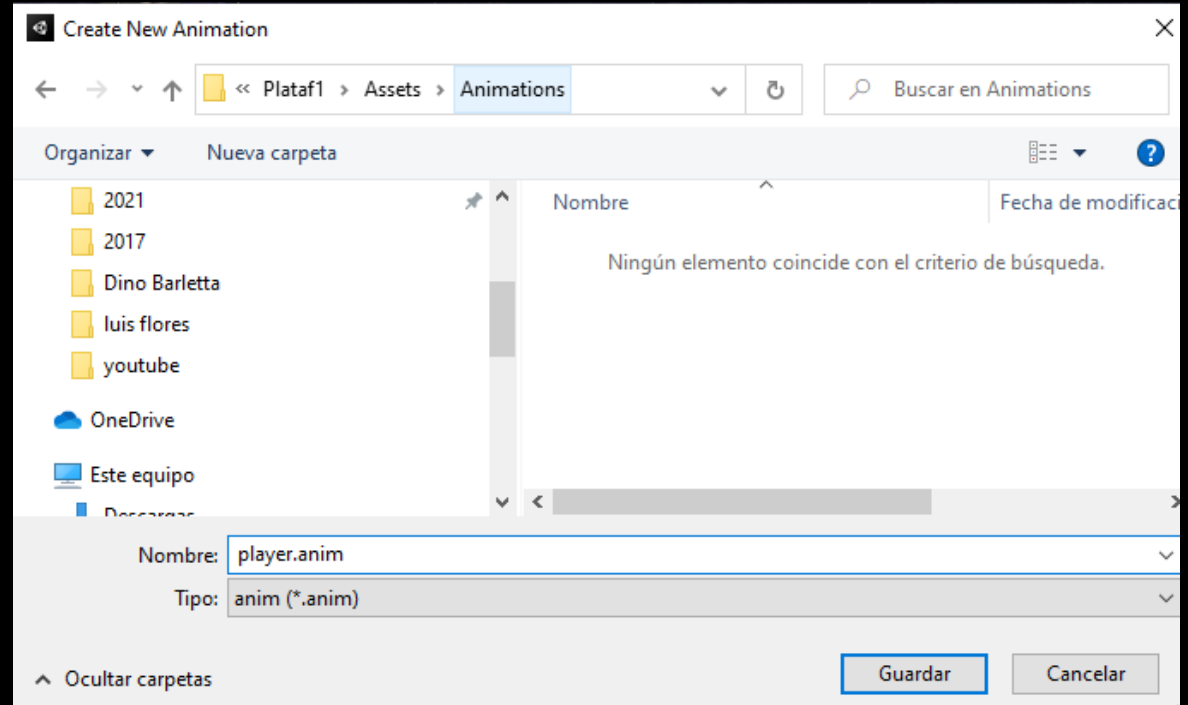 Create New Animation
« Plataf1 > Assets > Animations
Buscar en Animations
Organizar Nueva carpeta
?
Nombre Fecha de modificaci
2021
2017
Ningún elemento coincide con el criterio de búsqueda.
Dino Barletta
luis flores
youtube
OneDrive
Este equipo
Descargas
Nombre: player.anim
Tipo: anim (*.anim)
Ocultar carpetas
Guardar Cancelar